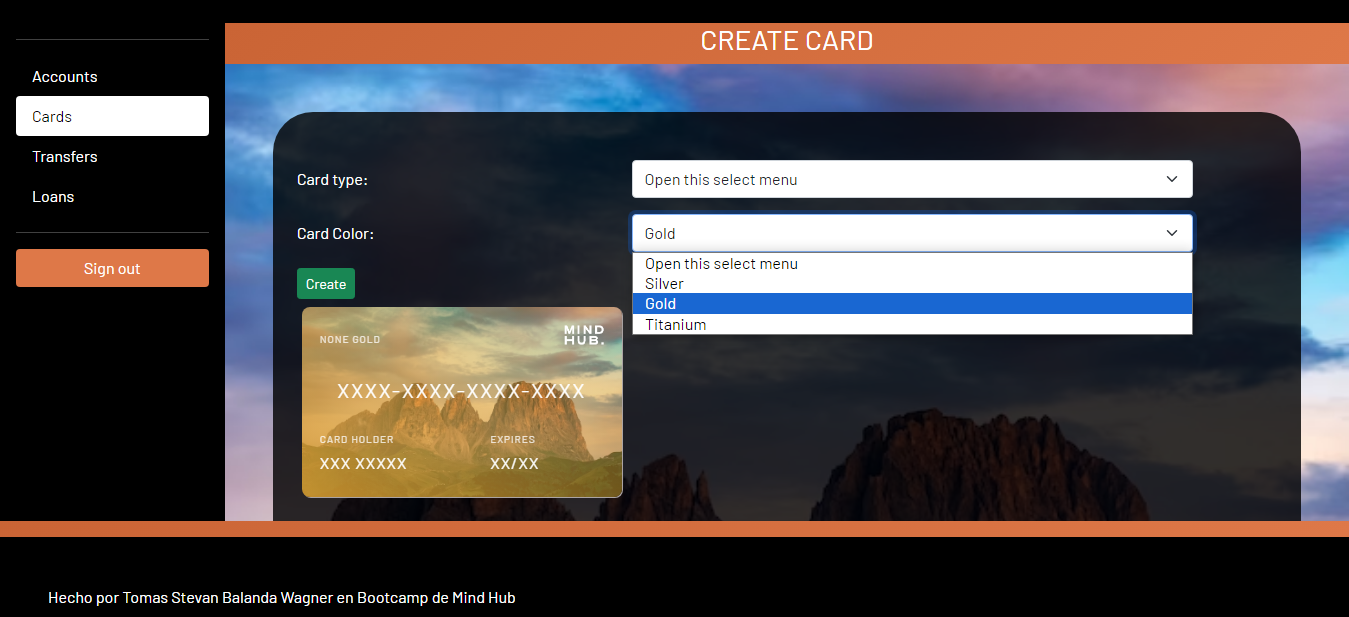 CREATE CARD
Accounts
Cards
Transfers
Loans
Sign out
Card type:
Open this select menu
Card Color:
Gold
Open this select menu
Silver
Gold
Titanium
Create
NONE GOLD
MIND
HUB.
XXXX-XXXX-XXXX-XXXX
CARD HOLDER
EXPIRES
XXX XXXXX
XX/XX
Hecho por Tomas Stevan Balanda Wagner en Bootcamp de Mind Hub